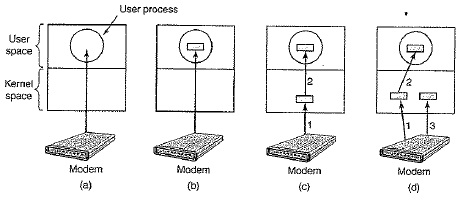 User process
User
space
Kernel
space
2
2
1
1
3
Modem
Modem
Modem
Modem
(a)
(b)
(c)
(d)